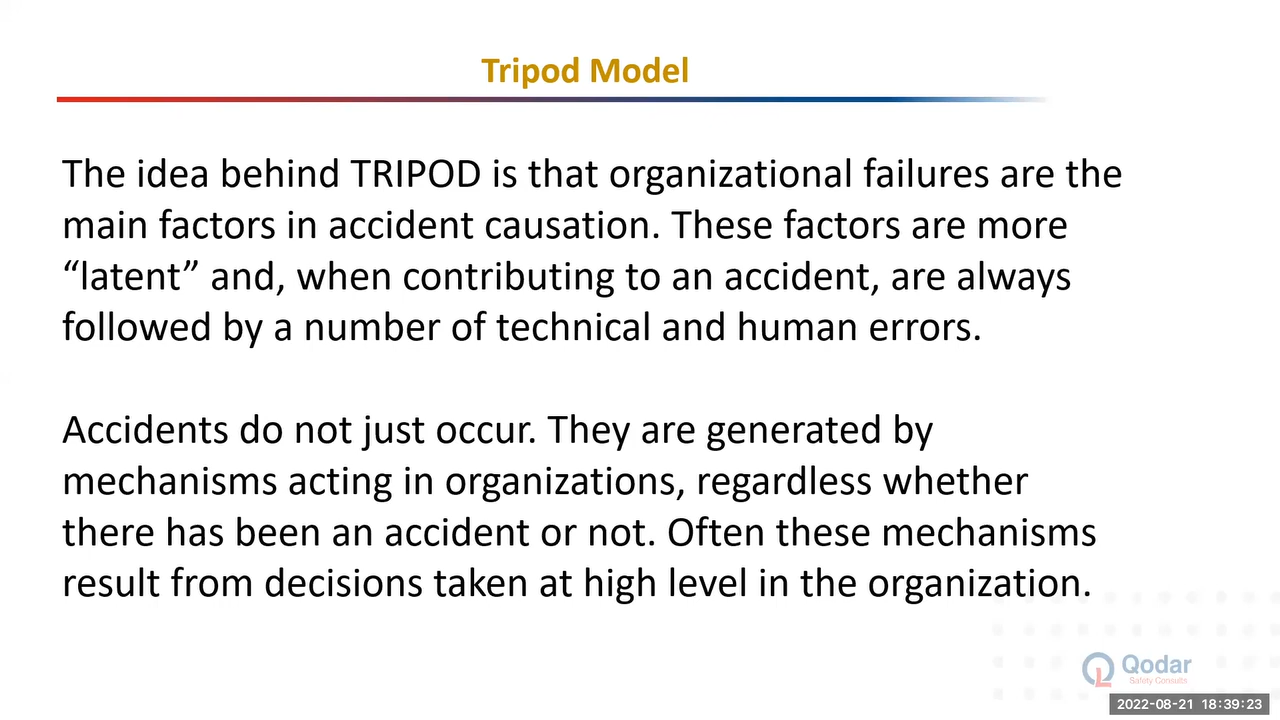 Tripod Model
The idea behind TRIPOD is that organizational failures are the
main factors in accident causation. These factors are more
“latent” and, when contributing to an accident, are always
followed by a number of technical and human errors.
Accidents do not just occur. They are generated by
mechanisms acting in organizations, regardless whether
there has been an accident or not. Often these mechanisms
result from decisions taken at high level in the organization.
Qodar
Safety Consults
2022-08-21 18:39:23